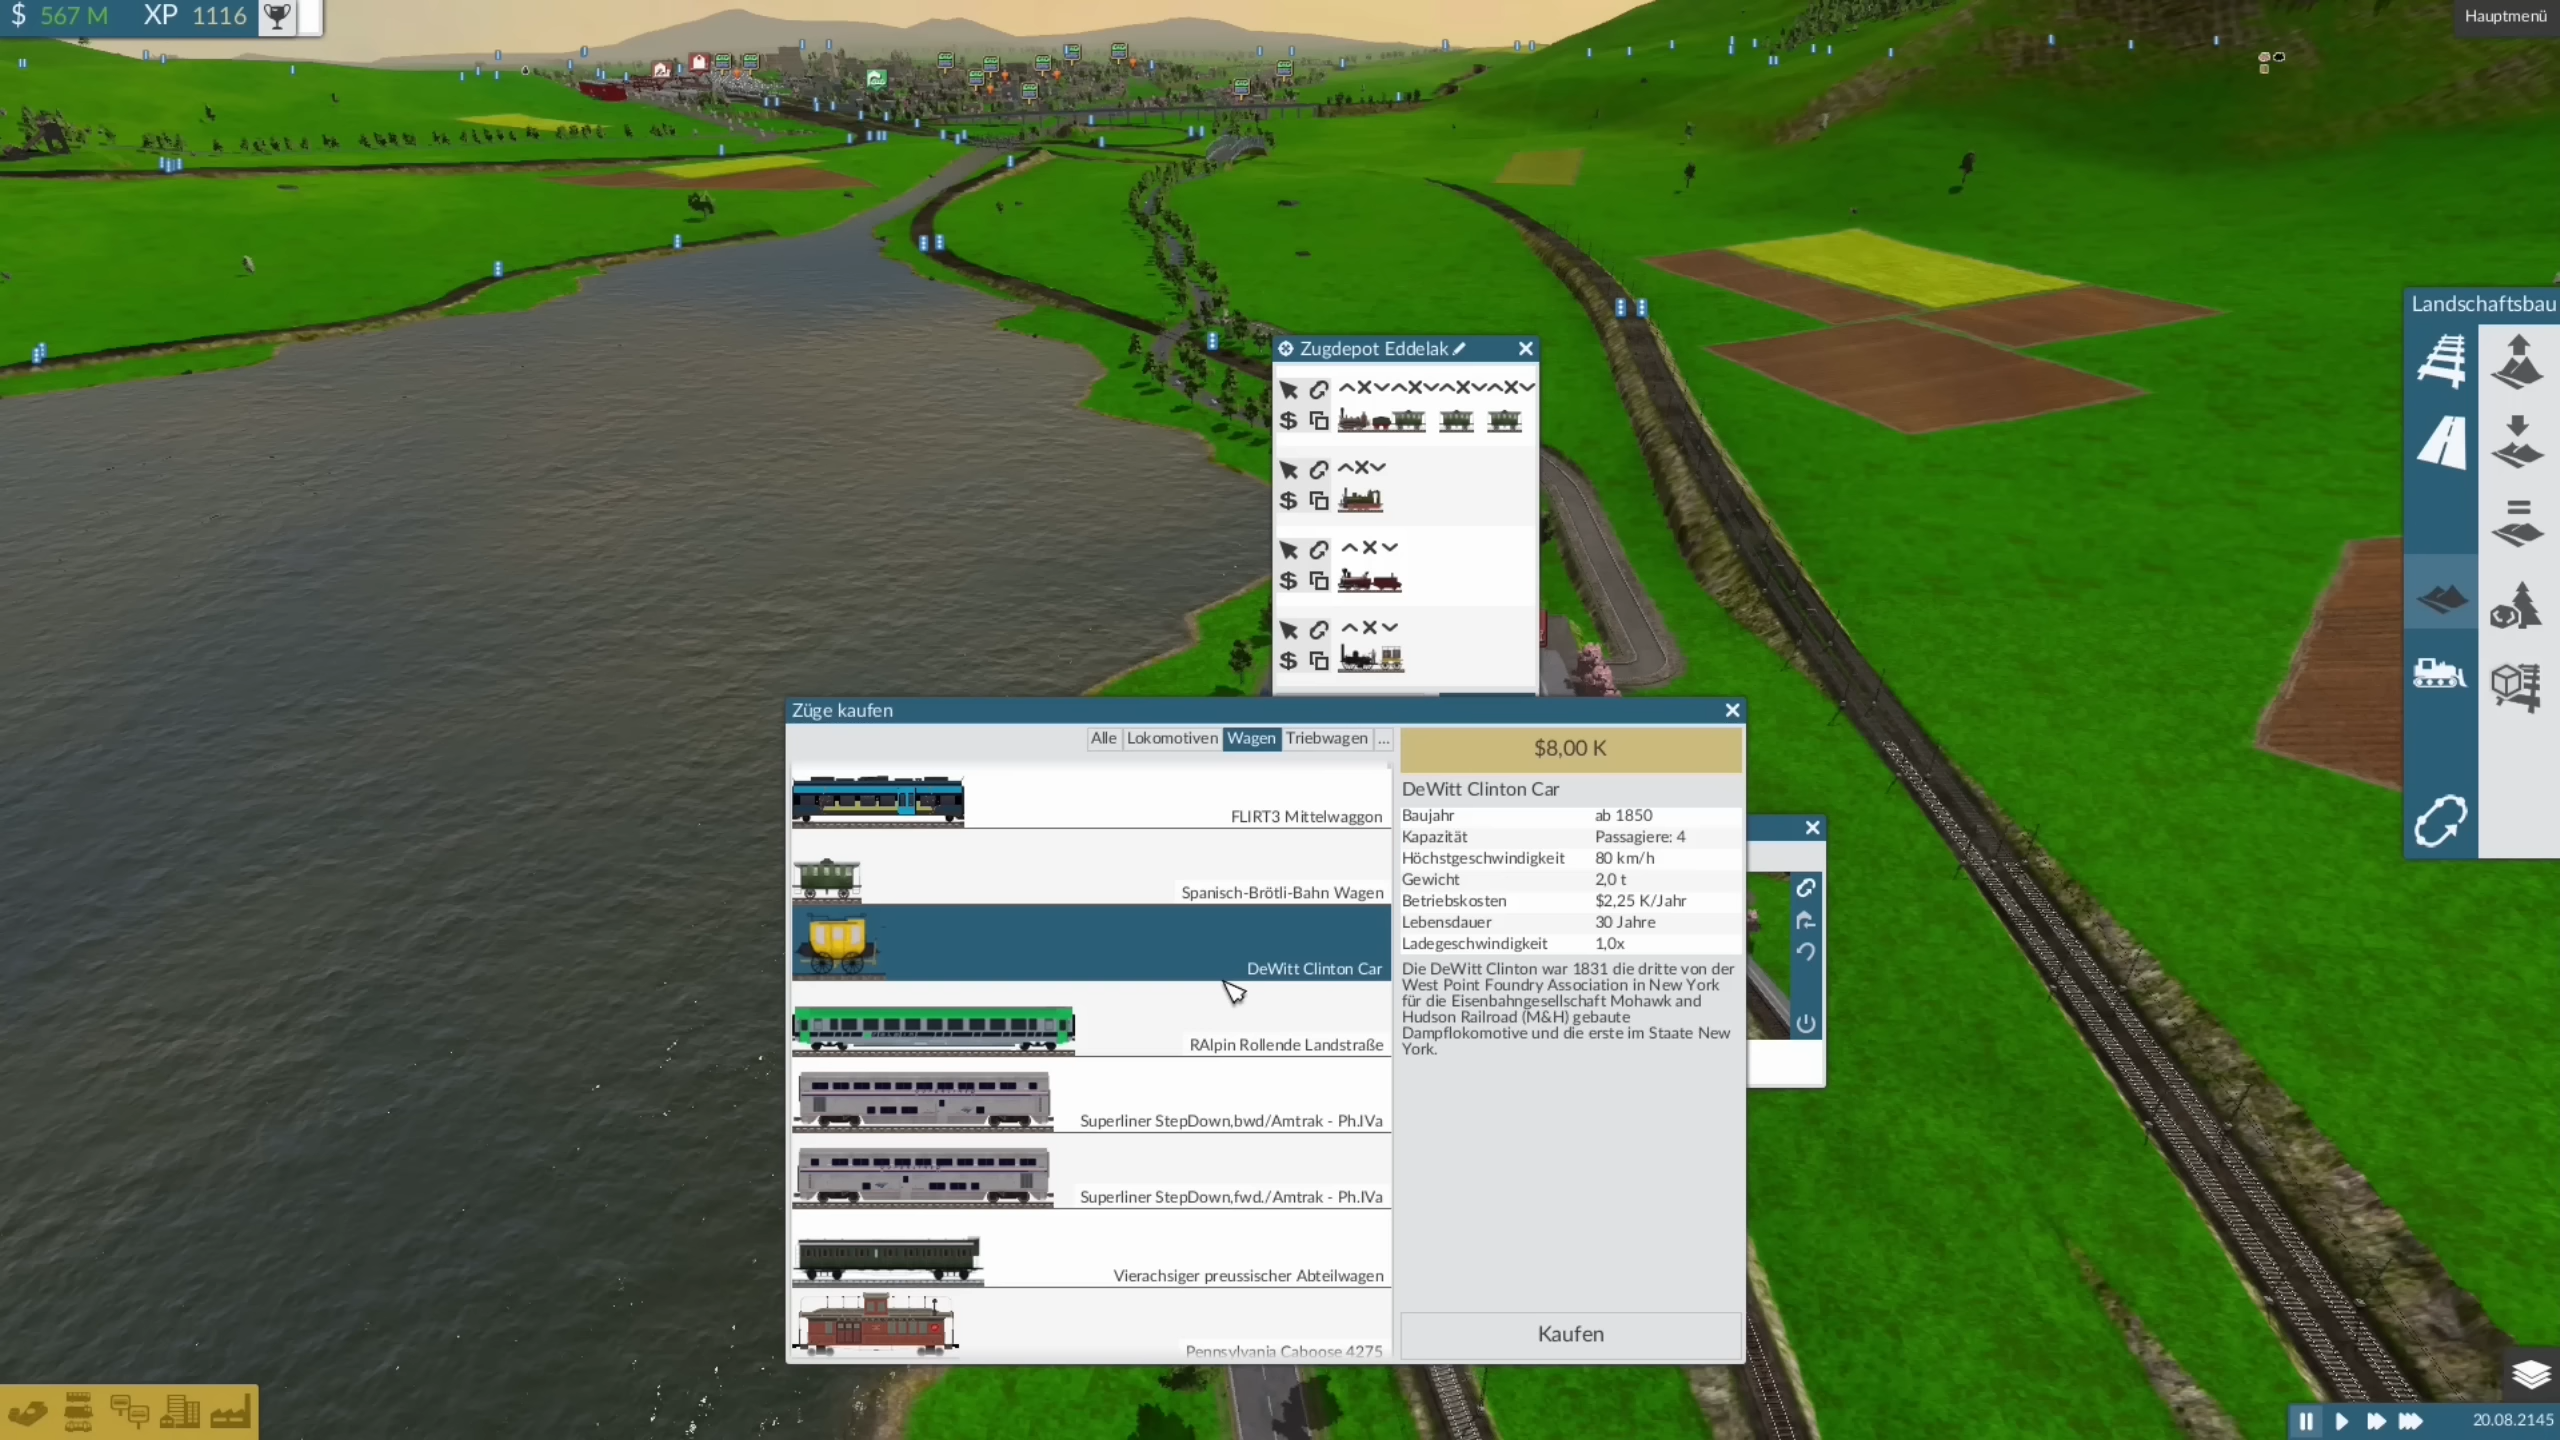 $ 567 M XP 1116
Hauptmenü
Landschaftsbau
Zugdepot Eddelak
Züge kaufen
Alle Lokomotiven Wagen Triebwagen ...
FLIRT3 Mittelwaggon
Spanisch-Brötli-Bahn Wagen
DeWitt Clinton Car
RAlpin Rollende Landstraße
Superliner StepDown,bwd/Amtrak - Ph.IVa
Superliner StepDown,fwd./Amtrak - Ph.IVa
Vierachsiger preussischer Abteilwagen
Pennsylvania Caboose 4275
$8,00 K
DeWitt Clinton Car
Baujahr ab 1850
Kapazität Passagiere: 4
Höchstgeschwindigkeit 80 km/h
Gewicht 2,0 t
Betriebskosten $2,25 K/Jahr
Lebensdauer 30 Jahre
Ladegeschwindigkeit 1,0x
Die DeWitt Clinton war 1831 die dritte von der
West Point Foundry Association in New York
für die Eisenbahngesellschaft Mohawk and
Hudson Railroad (M&H) gebaute
Dampflokomotive und die erste im Staate New
York.
Kaufen
20.08.2145